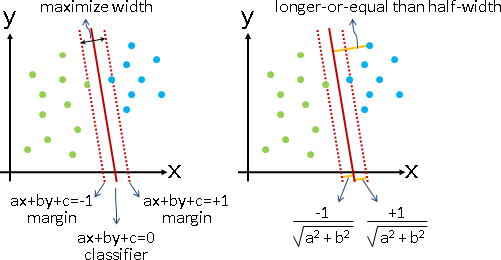 maximize width
y
x
ax+by+c=-1
margin
ax+by+c=+1
margin
ax+by+c=0
classifier
longer-or-equal than half-width
y
x
-1
√a² + b²
+1
√a² + b²